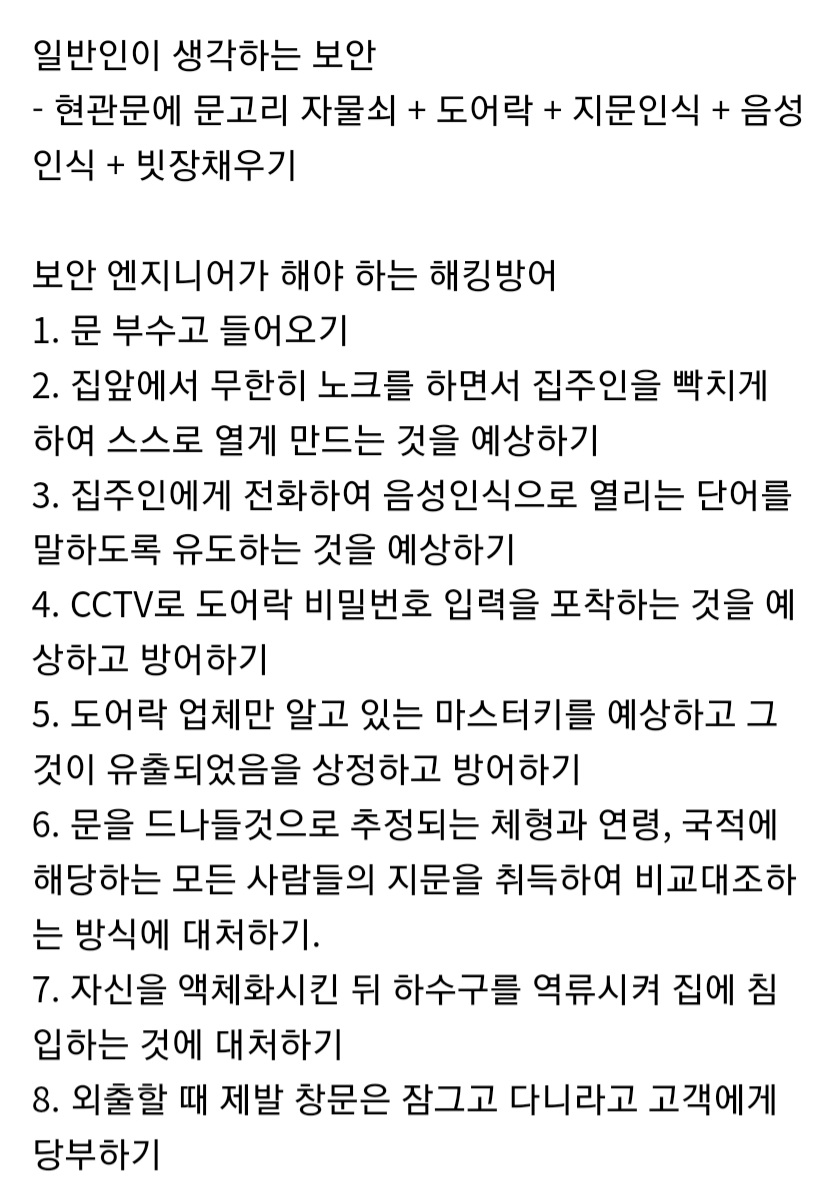 일반인이 생각하는 보안
- 현관문에 문고리 자물쇠 + 도어락 + 지문인식 + 음성
인식 + 빗장채우기
보안 엔지니어가 해야 하는 해킹방어
1. 문 부수고 들어오기
2. 집앞에서 무한히 노크를 하면서 집주인을 빡치게
하여 스스로 열게 만드는 것을 예상하기
3. 집주인에게 전화하여 음성인식으로 열리는 단어를
말하도록 유도하는 것을 예상하기
4. CCTV로 도어락 비밀번호 입력을 포착하는 것을 예
상하고 방어하기
5. 도어락 업체만 알고 있는 마스터키를 예상하고 그
것이 유출되었음을 상정하고 방어하기
6. 문을 드나들것으로 추정되는 체형과 연령, 국적에
해당하는 모든 사람들의 지문을 취득하여 비교대조하
는 방식에 대처하기.
7. 자신을 액체화시킨 뒤 하수구를 역류시켜 집에 침
입하는 것에 대처하기
8. 외출할 때 제발 창문은 잠그고 다니라고 고객에게
당부하기